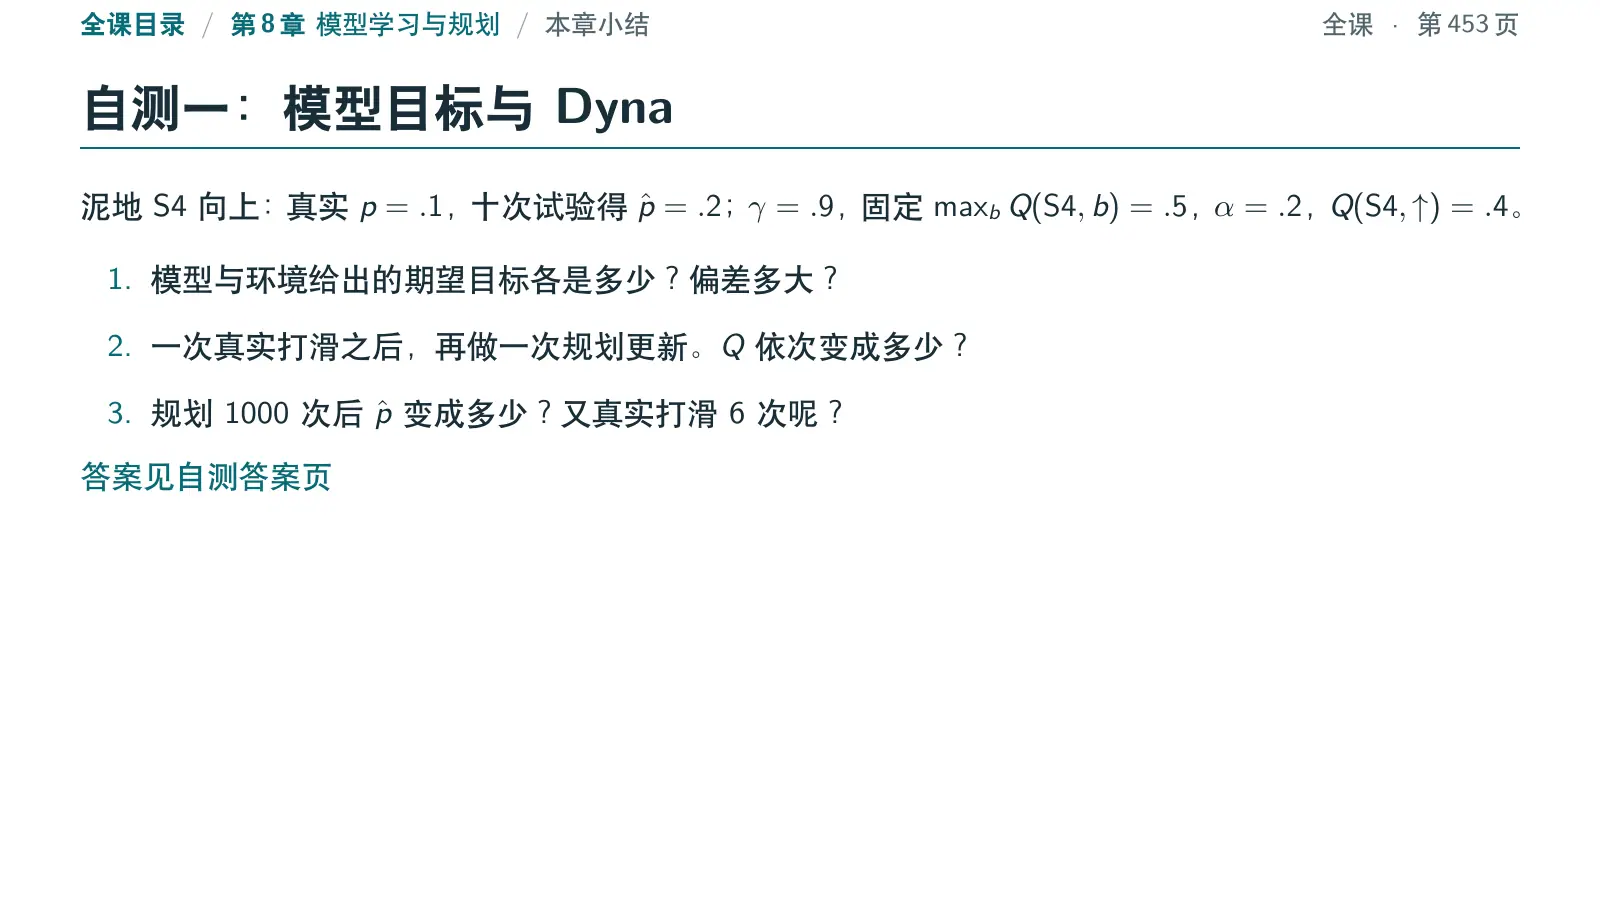 全课目录 / 第8章 模型学习与规划 / 本章小结
全课 · 第453页
自测一：模型目标与 Dyna
泥地 S4 向上：真实 p = .1，十次试验得 p̂ = .2；γ = .9，固定 max_b Q(S4, b) = .5，α = .2，Q(S4,↑) = .4。
1. 模型与环境给出的期望目标各是多少？偏差多大？
2. 一次真实打滑之后，再做一次规划更新。Q 依次变成多少？
3. 规划 1000 次后 p̂ 变成多少？又真实打滑 6 次呢？
答案见自测答案页